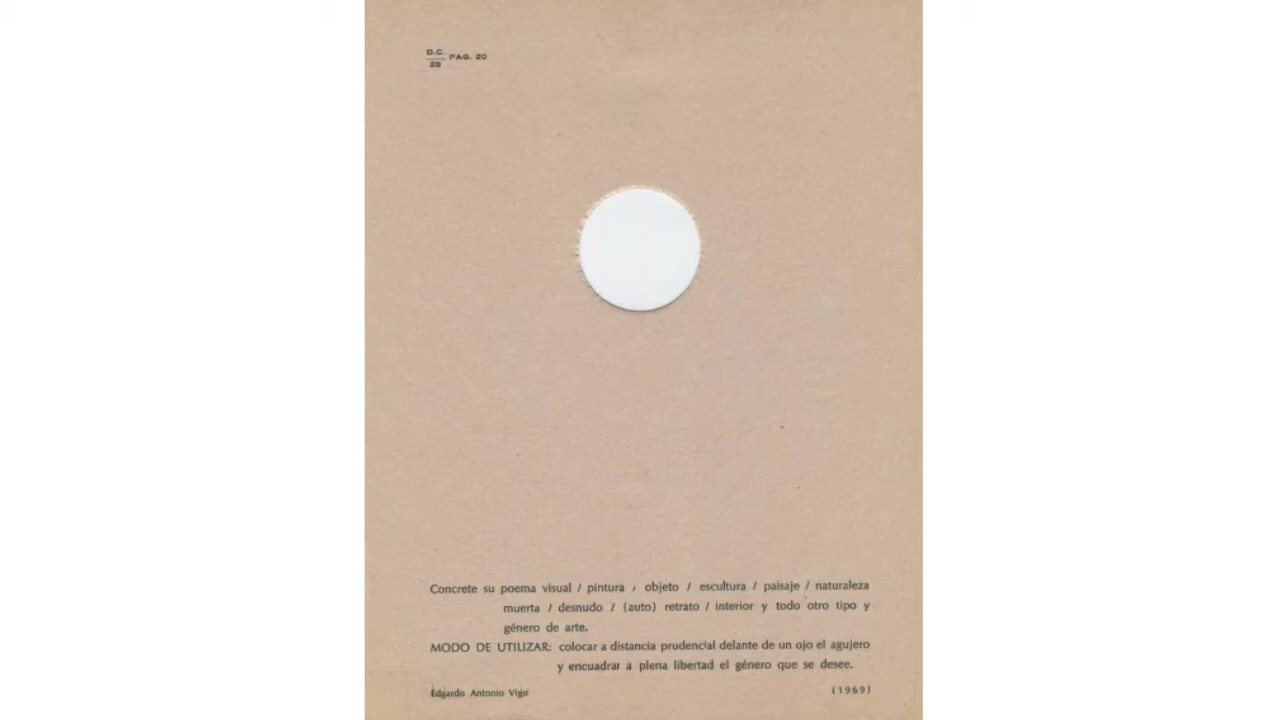 D.C.
28 PAG. 20
Concrete su poema visual / pintura / objeto / escultura / paisaje / naturaleza
muerta / desnudo / (auto) retrato / interior y todo otro tipo y
género de arte.
MODO DE UTILIZAR: colocar a distancia prudencial delante de un ojo el agujero
y encuadrar a plena libertad el género que se desee.
Edgardo Antonio Vigo (1969)